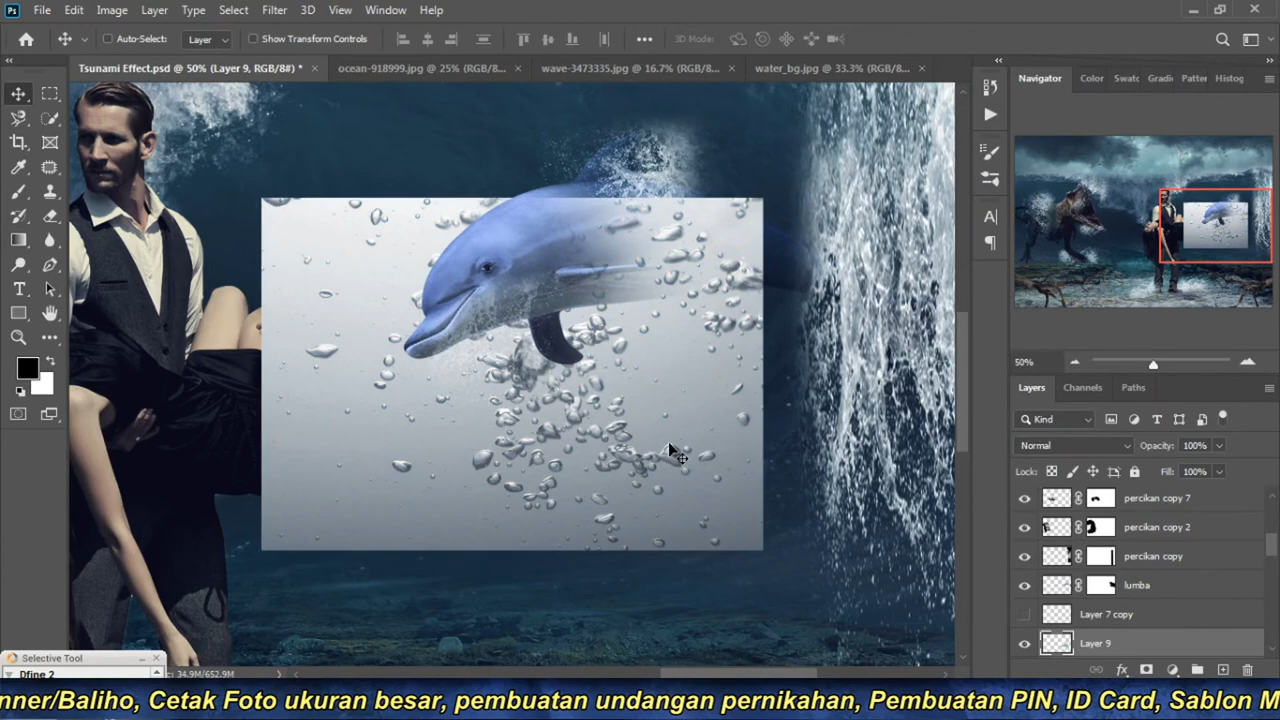 Ps File Edit Image Layer Type Select Filter 3D View Window Help
Auto-Select: Layer Show Transform Controls 3D Mode:
Tsunami Effect.psd @ 50% (Layer 9, RGB/8#) * × ocean-918999.jpg @ 25% (RGB/8... × wave-3473335.jpg @ 16.7% (RGB/8... × water_bg.jpg @ 33.3% (RGB/8... ×
Navigator Color Swatc Gradi Patter Histog
50%
Layers Channels Paths
Kind
Normal Opacity: 100%
Lock: Fill: 100%
percikan copy 7
percikan copy 2
percikan copy
lumba
Layer 7 copy
Layer 9
Selective Tool
Dfine 2
: 34.9M/652.9M
nner/Baliho, Cetak Foto ukuran besar, pembuatan undangan pernikahan, Pembuatan PIN, ID Card, Sablon M